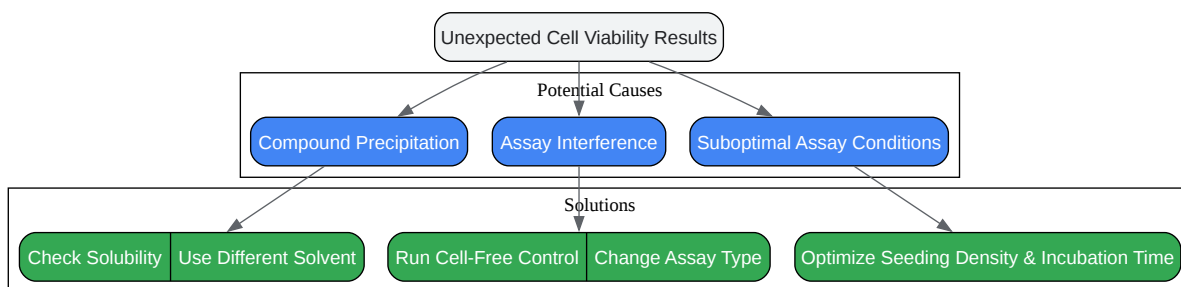 Unexpected Cell Viability Results
Potential Causes
Compound Precipitation
Assay Interference
Suboptimal Assay Conditions
Solutions
Check Solubility
Use Different Solvent
Run Cell-Free Control
Change Assay Type
Optimize Seeding Density & Incubation Time